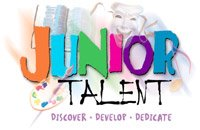 JUNIOR
TALENT
DISCOVER • DEVELOP • DEDICATE